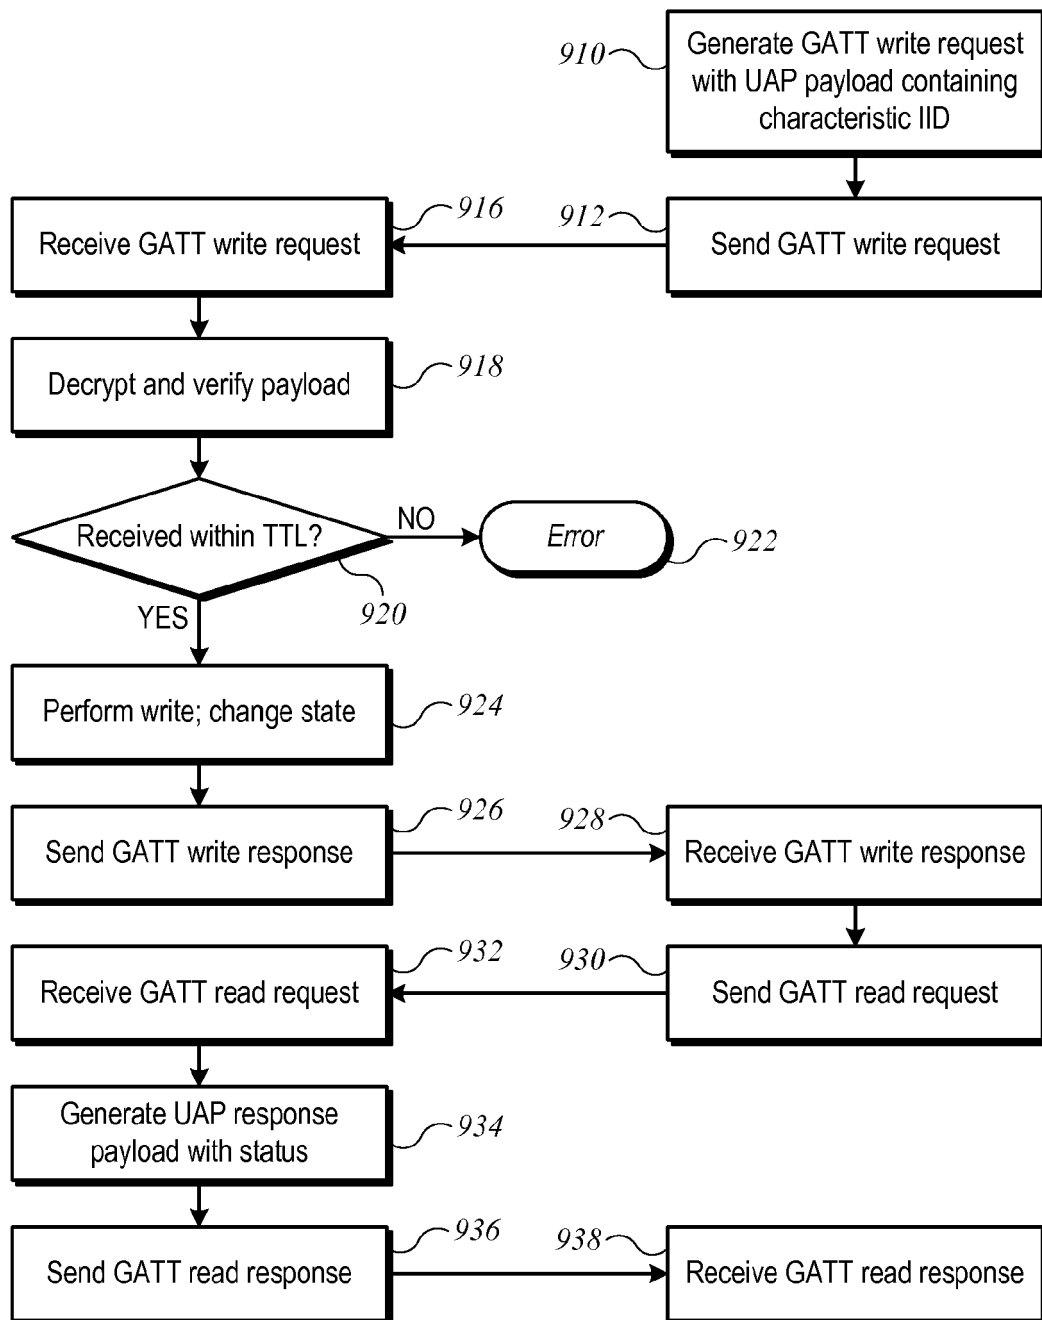 910
Generate GATT write request
with UAP payload containing
characteristic IID
916
912
Receive GATT write request
Send GATT write request
Decrypt and verify payload
918
Received within TTL?
NO
Error
922
920
YES
Perform write; change state
924
926
928
Send GATT write response
Receive GATT write response
932
930
Receive GATT read request
Send GATT read request
Generate UAP response
payload with status
934
936
938
Send GATT read response
Receive GATT read response